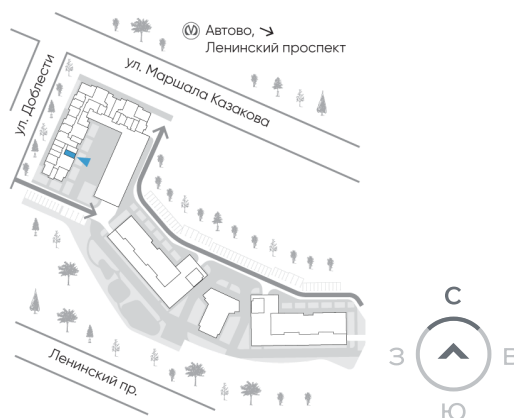 Автово, ↘
Ленинский проспект
ул. Маршала Казакова
ул. Доблести
Ленинский пр.
С
З
В
Ю